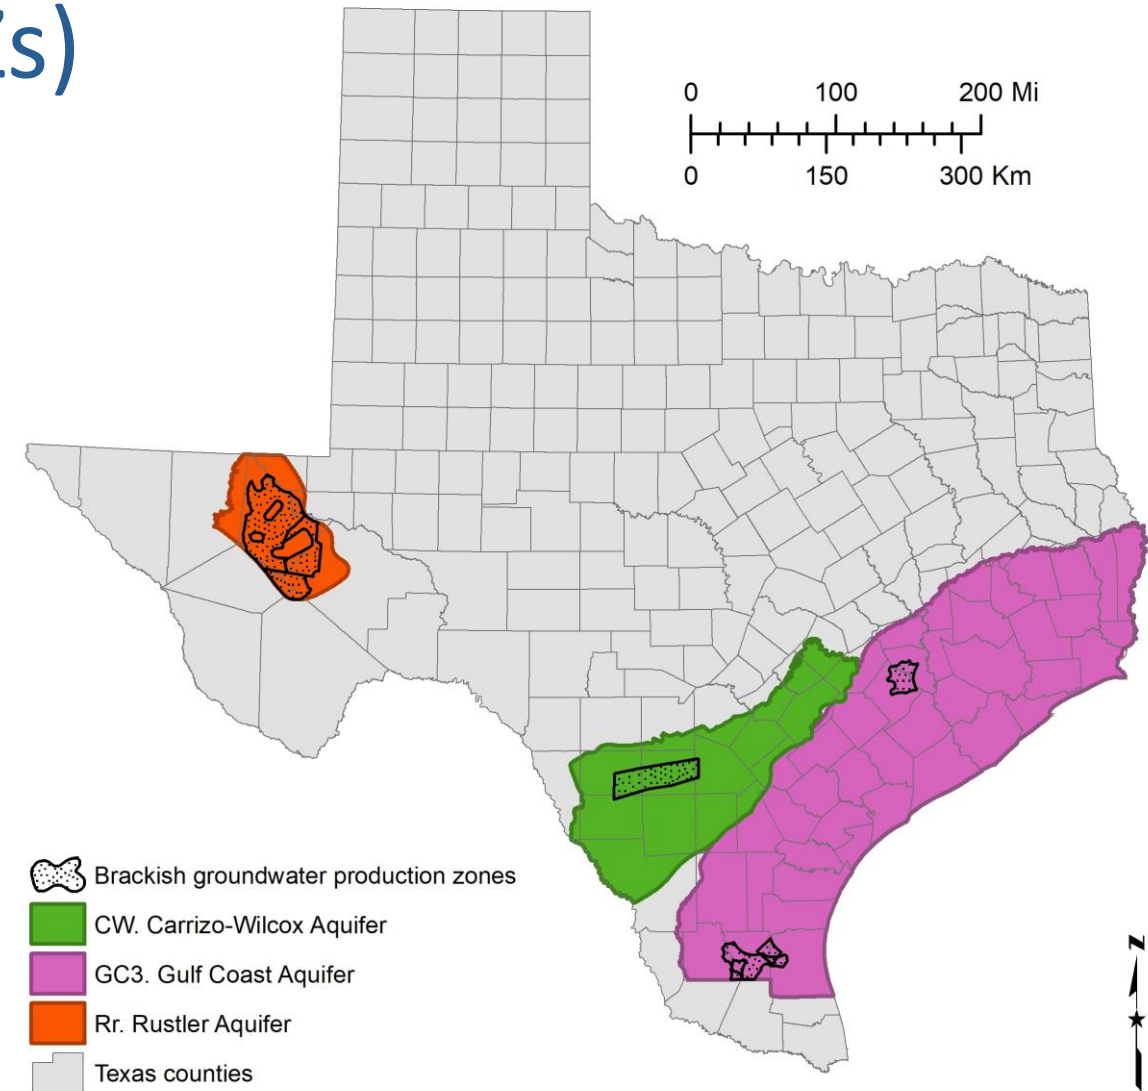 Zs)
0 100 200 Mi
0 150 300 Km
Brackish groundwater production zones
CW. Carrizo-Wilcox Aquifer
GC3. Gulf Coast Aquifer
Rr. Rustler Aquifer
Texas counties
N